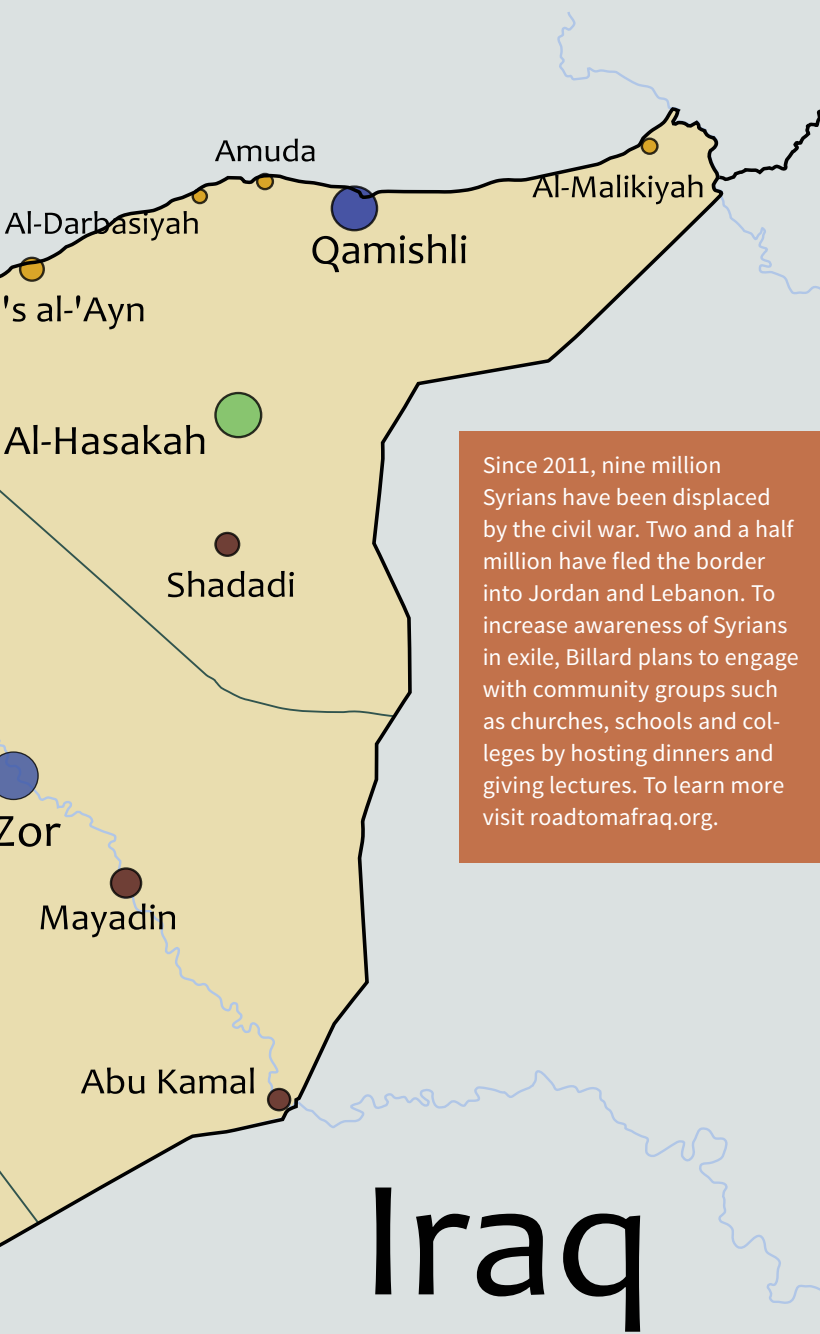 Amuda
Al-Malikiyah
Al-Darbasiyah
Qamishli
's al-'Ayn
Al-Hasakah
Since 2011, nine million
Syrians have been displaced
by the civil war. Two and a half
million have fled the border
into Jordan and Lebanon. To
increase awareness of Syrians
in exile, Billard plans to engage
with community groups such
as churches, schools and col-
leges by hosting dinners and
giving lectures. To learn more
visit roadtomafraq.org.
Shadadi
Zor
Mayadin
Abu Kamal
Iraq